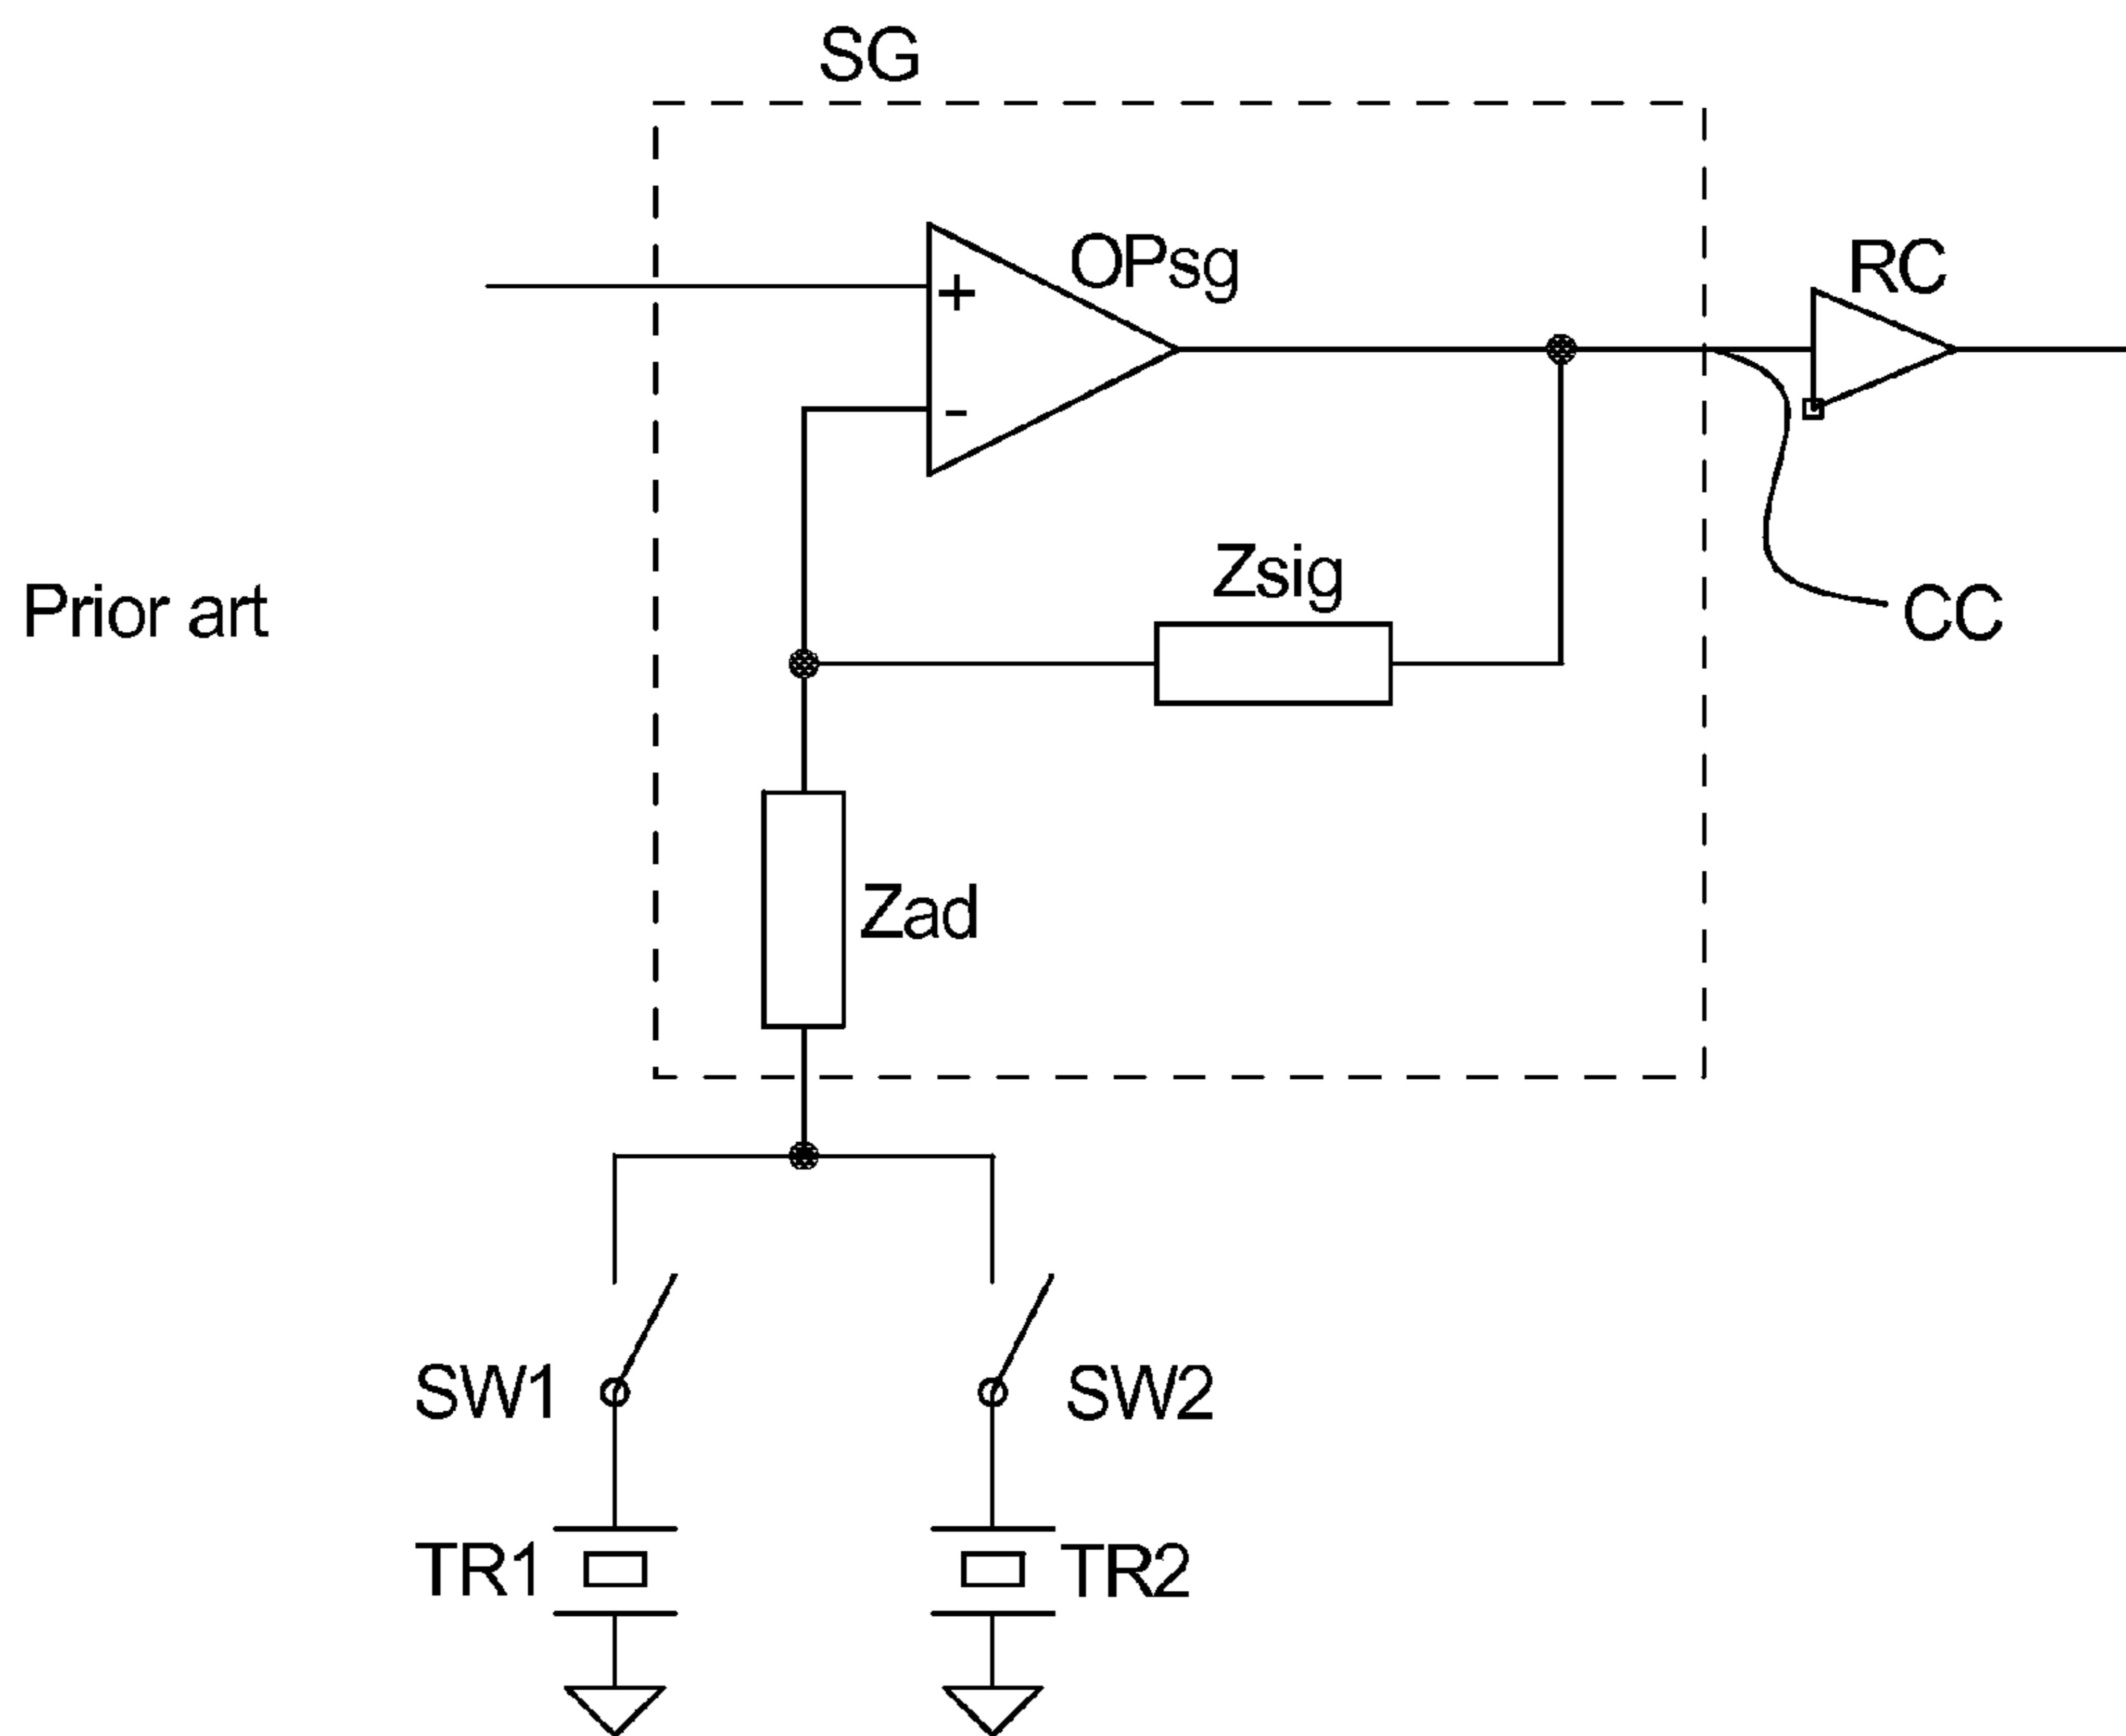 SG
OPsg
RC
+
-
Zsig
Prior art
CC
Zad
SW1
SW2
TR1
TR2